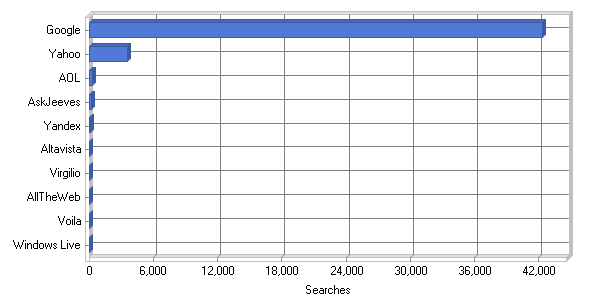 Google
Yahoo
AOL
AskJeeves
Yandex
Altavista
Virgilio
AllTheWeb
Voila
Windows Live
0 6,000 12,000 18,000 24,000 30,000 36,000 42,000
Searches